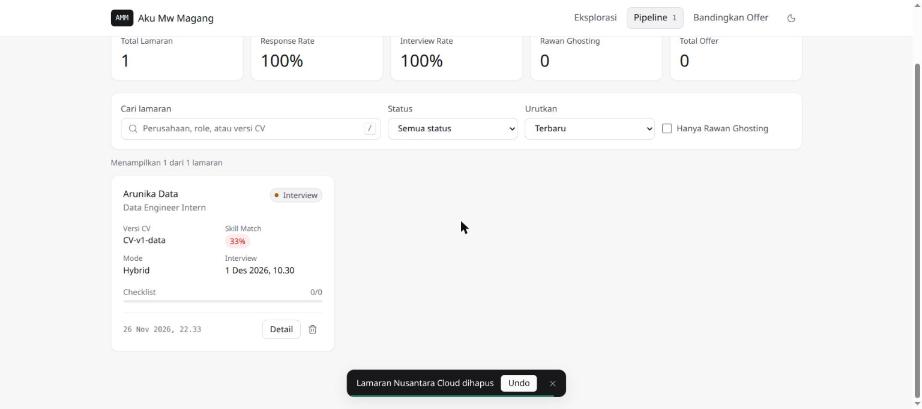 AMM Aku Mw Magang Eksplorasi Pipeline 1 Bandingkan Offer
Total Lamaran Response Rate Interview Rate Rawan Ghosting Total Offer
1 100% 100% 0 0
Cari lamaran Status Urutkan
Perusahaan, role, atau versi CV / Semua status Terbaru Hanya Rawan Ghosting
Menampilkan 1 dari 1 lamaran
Arunika Data Interview
Data Engineer Intern
Versi CV Skill Match
CV-v1-data 33%
Mode Interview
Hybrid 1 Des 2026, 10.30
Checklist 0/0
26 Nov 2026, 22.33 Detail
Lamaran Nusantara Cloud dihapus Undo